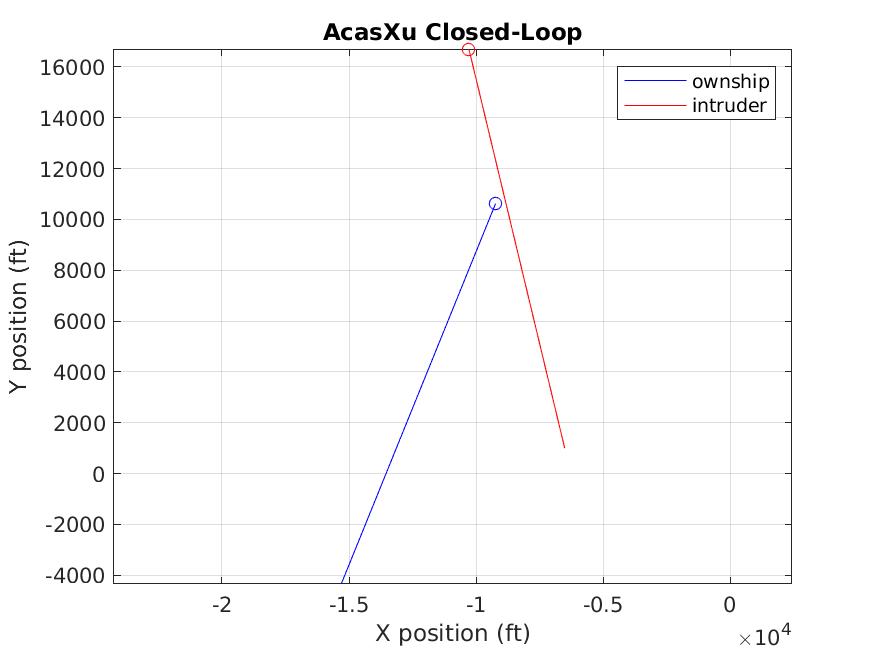 AcasXu Closed-Loop
16000
14000
12000
10000
8000
6000
4000
2000
0
-2000
-4000
Y position (ft)
ownship
intruder
-2 -1.5 -1 -0.5 0
X position (ft)
×10^4